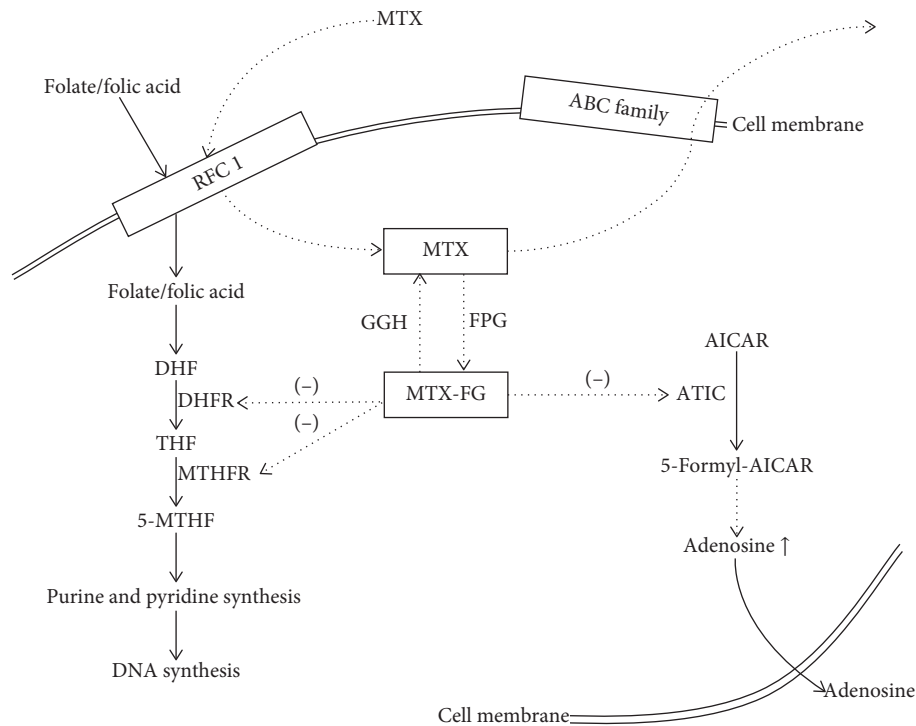 MTX
Folate/folic acid
ABC family
Cell membrane
RFC 1
MTX
Folate/folic acid
GGH
FPG
AICAR
DHF
(–)
MTX-FG
(–)
ATIC
DHFR
(–)
THF
MTHFR
5-Formyl-AICAR
5-MTHF
Adenosine ↑
Purine and pyridine synthesis
DNA synthesis
Adenosine
Cell membrane